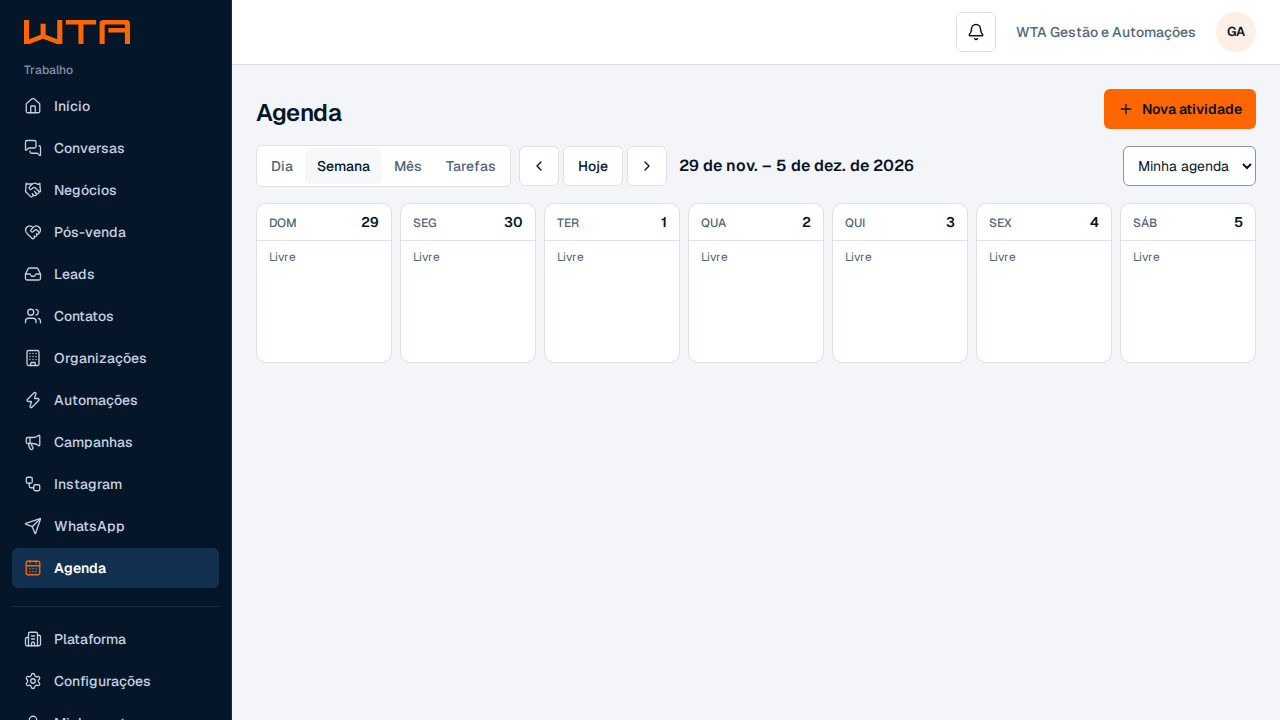 WTA
Trabalho
Início
Conversas
Negócios
Pós-venda
Leads
Contatos
Organizações
Automações
Campanhas
Instagram
WhatsApp
Agenda
Plataforma
Configurações
WTA Gestão e Automações
GA
Agenda
Nova atividade
Dia
Semana
Mês
Tarefas
Hoje
29 de nov. – 5 de dez. de 2026
Minha agenda
DOM 29
Livre
SEG 30
Livre
TER 1
Livre
QUA 2
Livre
QUI 3
Livre
SEX 4
Livre
SÁB 5
Livre